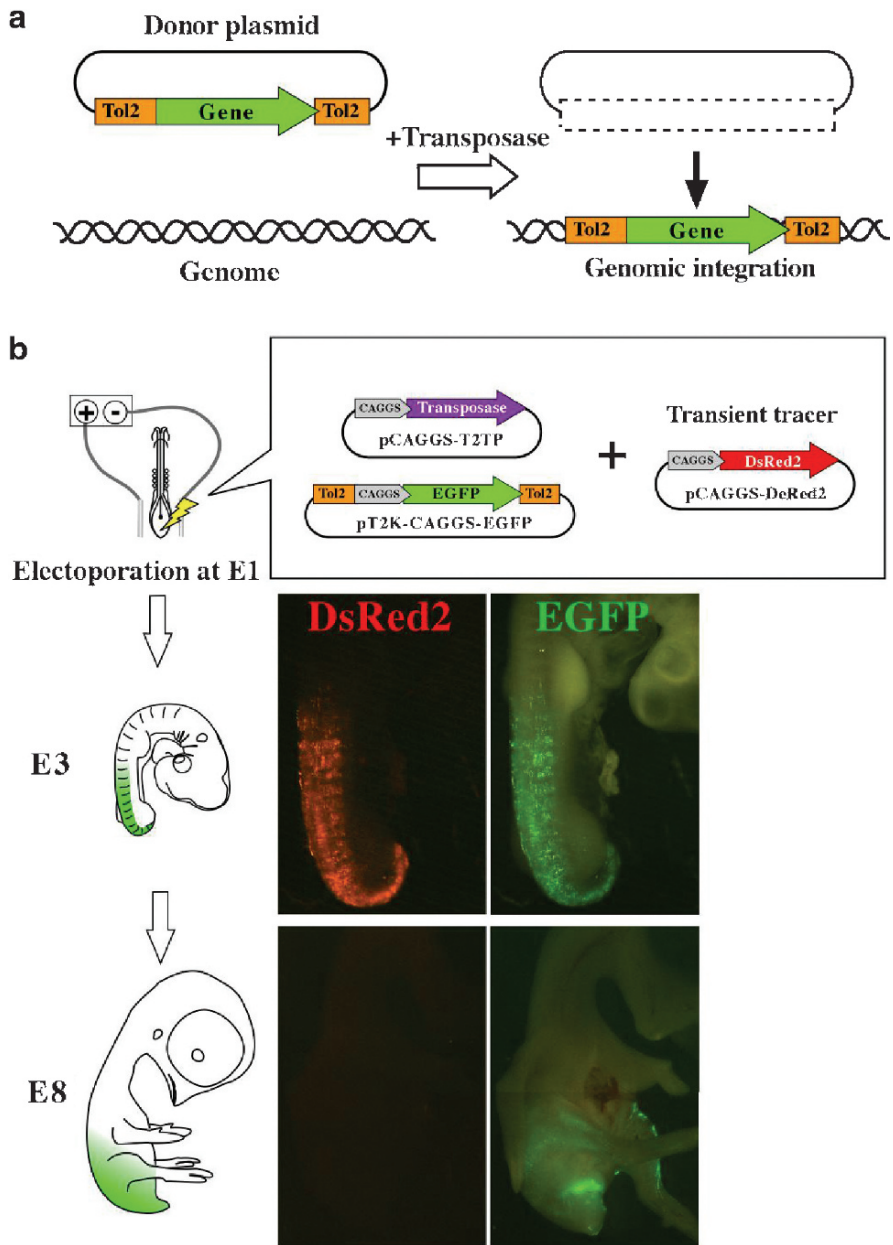 a
Donor plasmid
Tol2 Gene Tol2
+Transposase
Genome
Tol2 Gene Tol2
Genomic integration
b
+ -
Electoporation at E1
CAGGS Transposase
pCAGGS-T2TP
Tol2 CAGGS EGFP Tol2
pT2K-CAGGS-EGFP
+
Transient tracer
CAGGS DsRed2
pCAGGS-DeRed2
DsRed2 EGFP
E3
E8